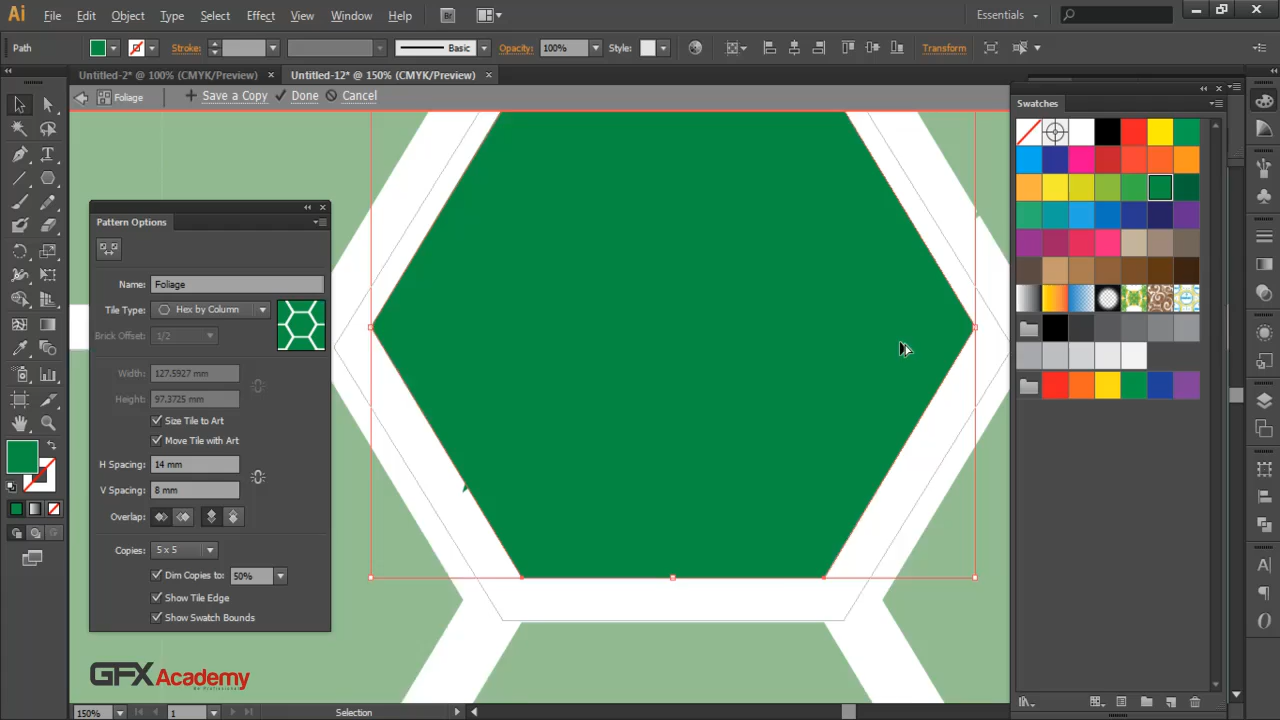 Ai File Edit Object Type Select Effect View Window Help Br Essentials
Path Stroke: Basic Opacity: 100% Style: Transform
Untitled-2* @ 100% (CMYK/Preview) × Untitled-12* @ 150% (CMYK/Preview) ×
Foliage + Save a Copy Done Cancel
Swatches
Pattern Options
Name: Foliage
Tile Type: Hex by Column
Brick Offset: 1/2
Width: 127.5927 mm
Height: 97.3725 mm
Size Tile to Art
Move Tile with Art
H Spacing: 14 mm
V Spacing: 8 mm
Overlap:
Copies: 5 x 5
Dim Copies to: 50%
Show Tile Edge
Show Swatch Bounds
GFX Academy
Be Profissional
150% 1 Selection